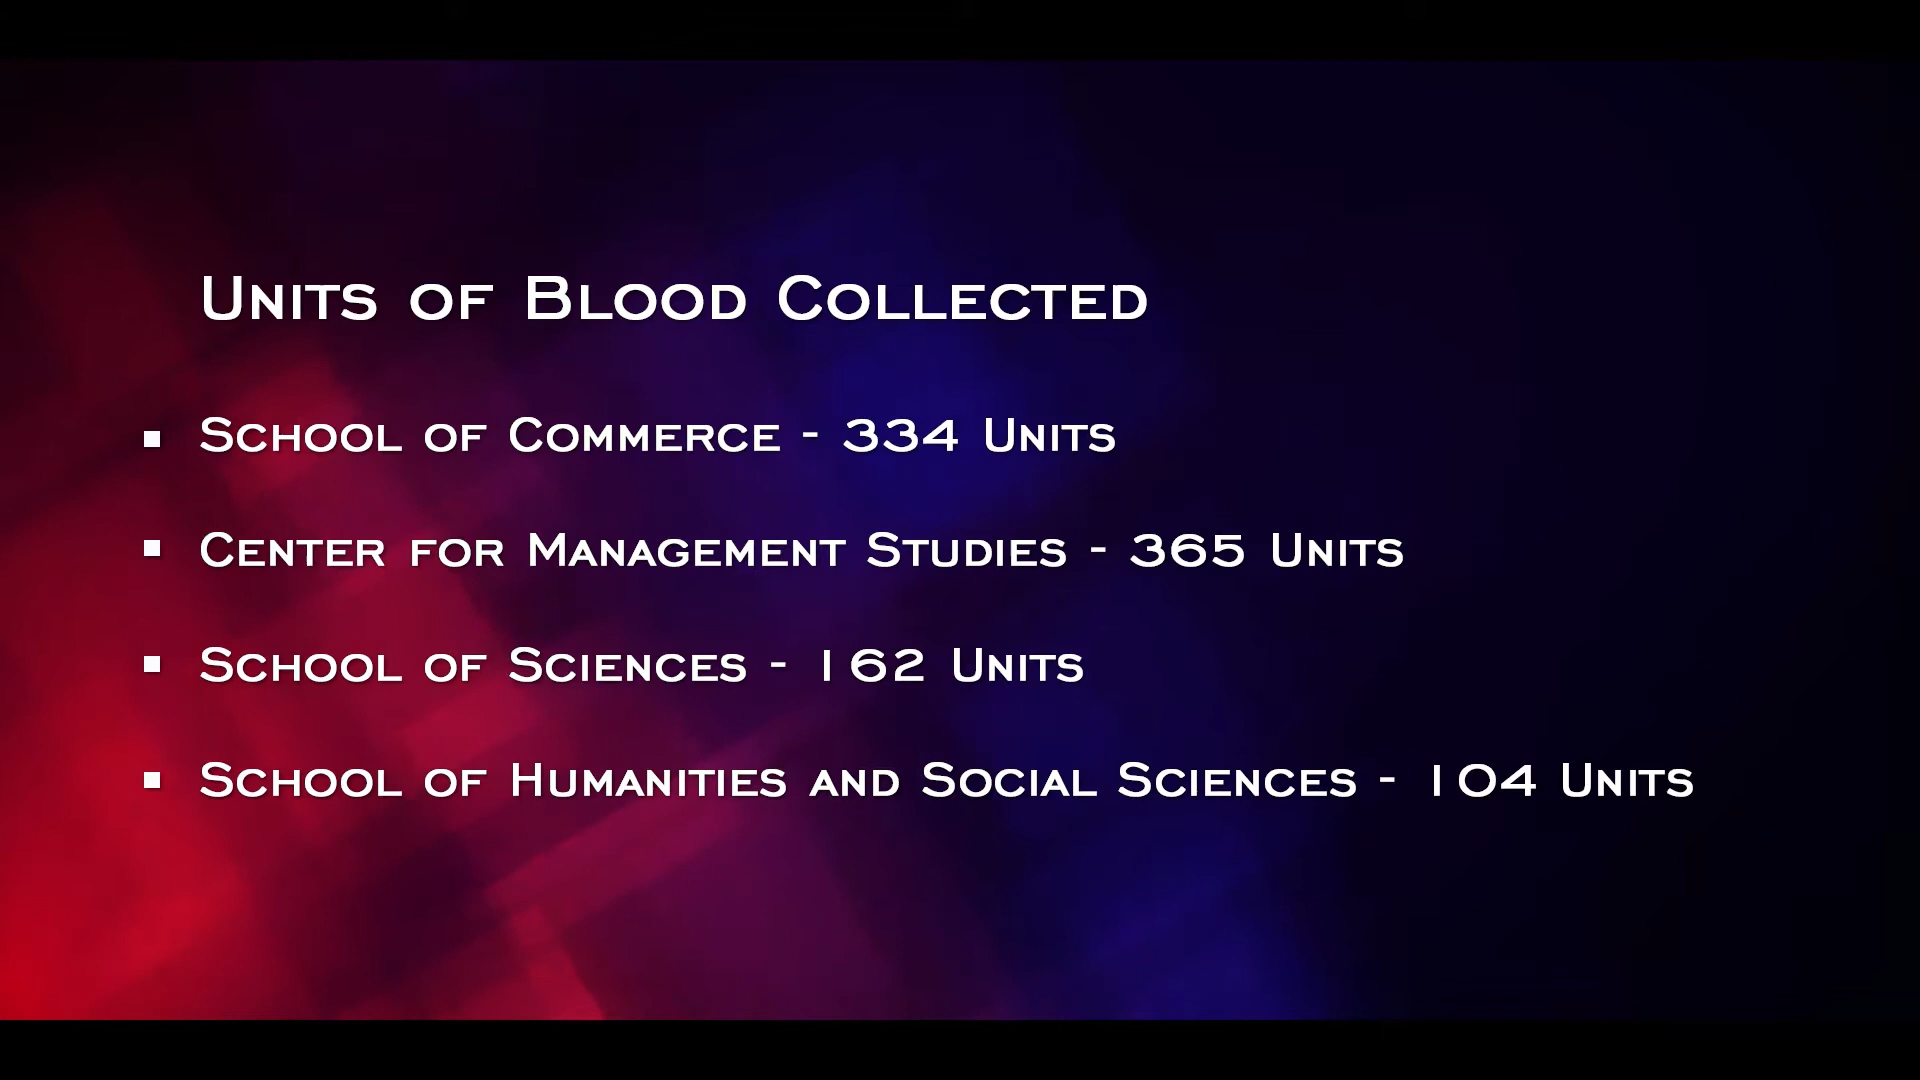 Units of Blood Collected
▪ School of Commerce - 334 Units
▪ Center for Management Studies - 365 Units
▪ School of Sciences - 162 Units
▪ School of Humanities and Social Sciences - 104 Units